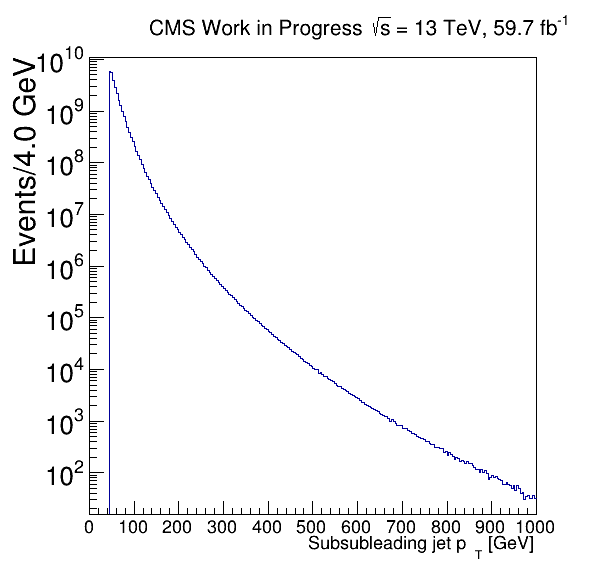 CMS Work in Progress √s = 13 TeV, 59.7 fb⁻¹
Events/4.0 GeV
10¹⁰
10⁹
10⁸
10⁷
10⁶
10⁵
10⁴
10³
10²
0 100 200 300 400 500 600 700 800 900 1000
Subsubleading jet p_T [GeV]